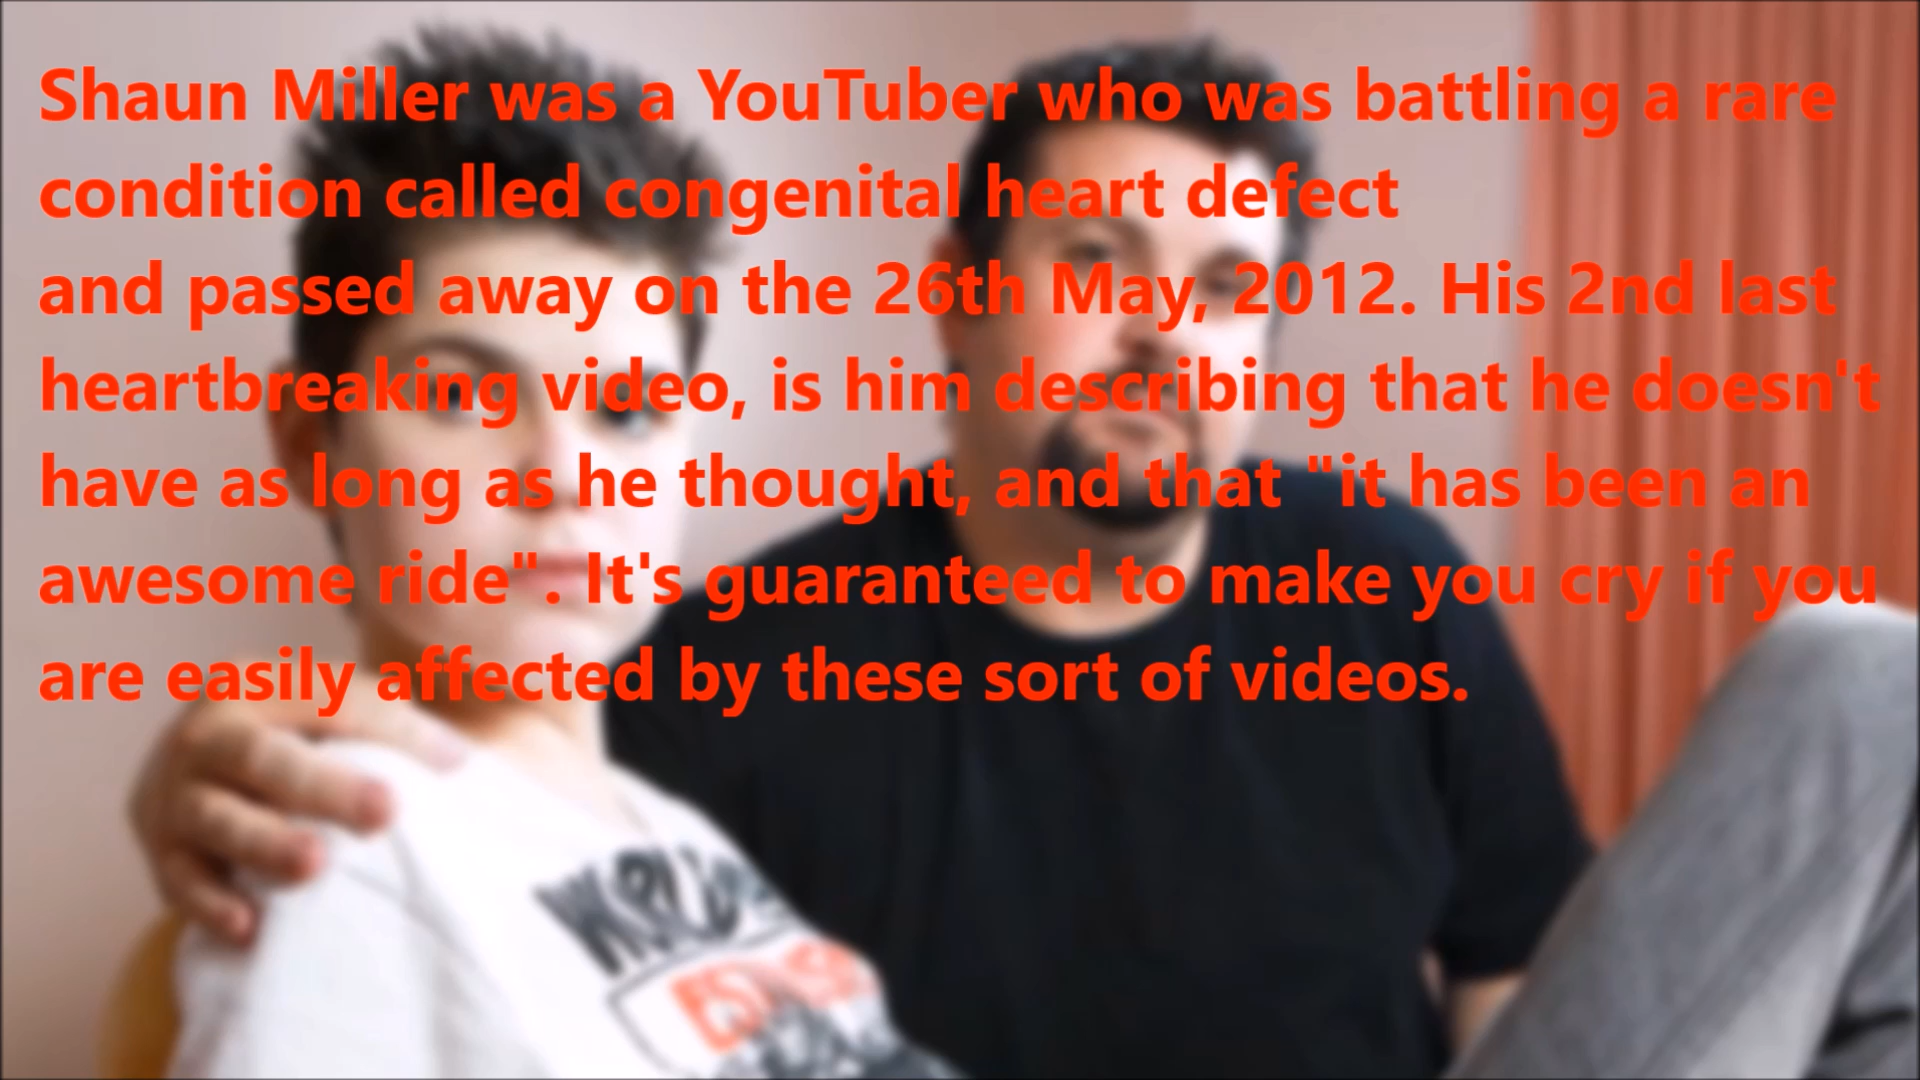 Shaun Miller was a YouTuber who was battling a rare
condition called congenital heart defect
and passed away on the 26th May, 2012. His 2nd last
heartbreaking video, is him describing that he doesn't
have as long as he thought, and that "it has been an
awesome ride". It's guaranteed to make you cry if you
are easily affected by these sort of videos.